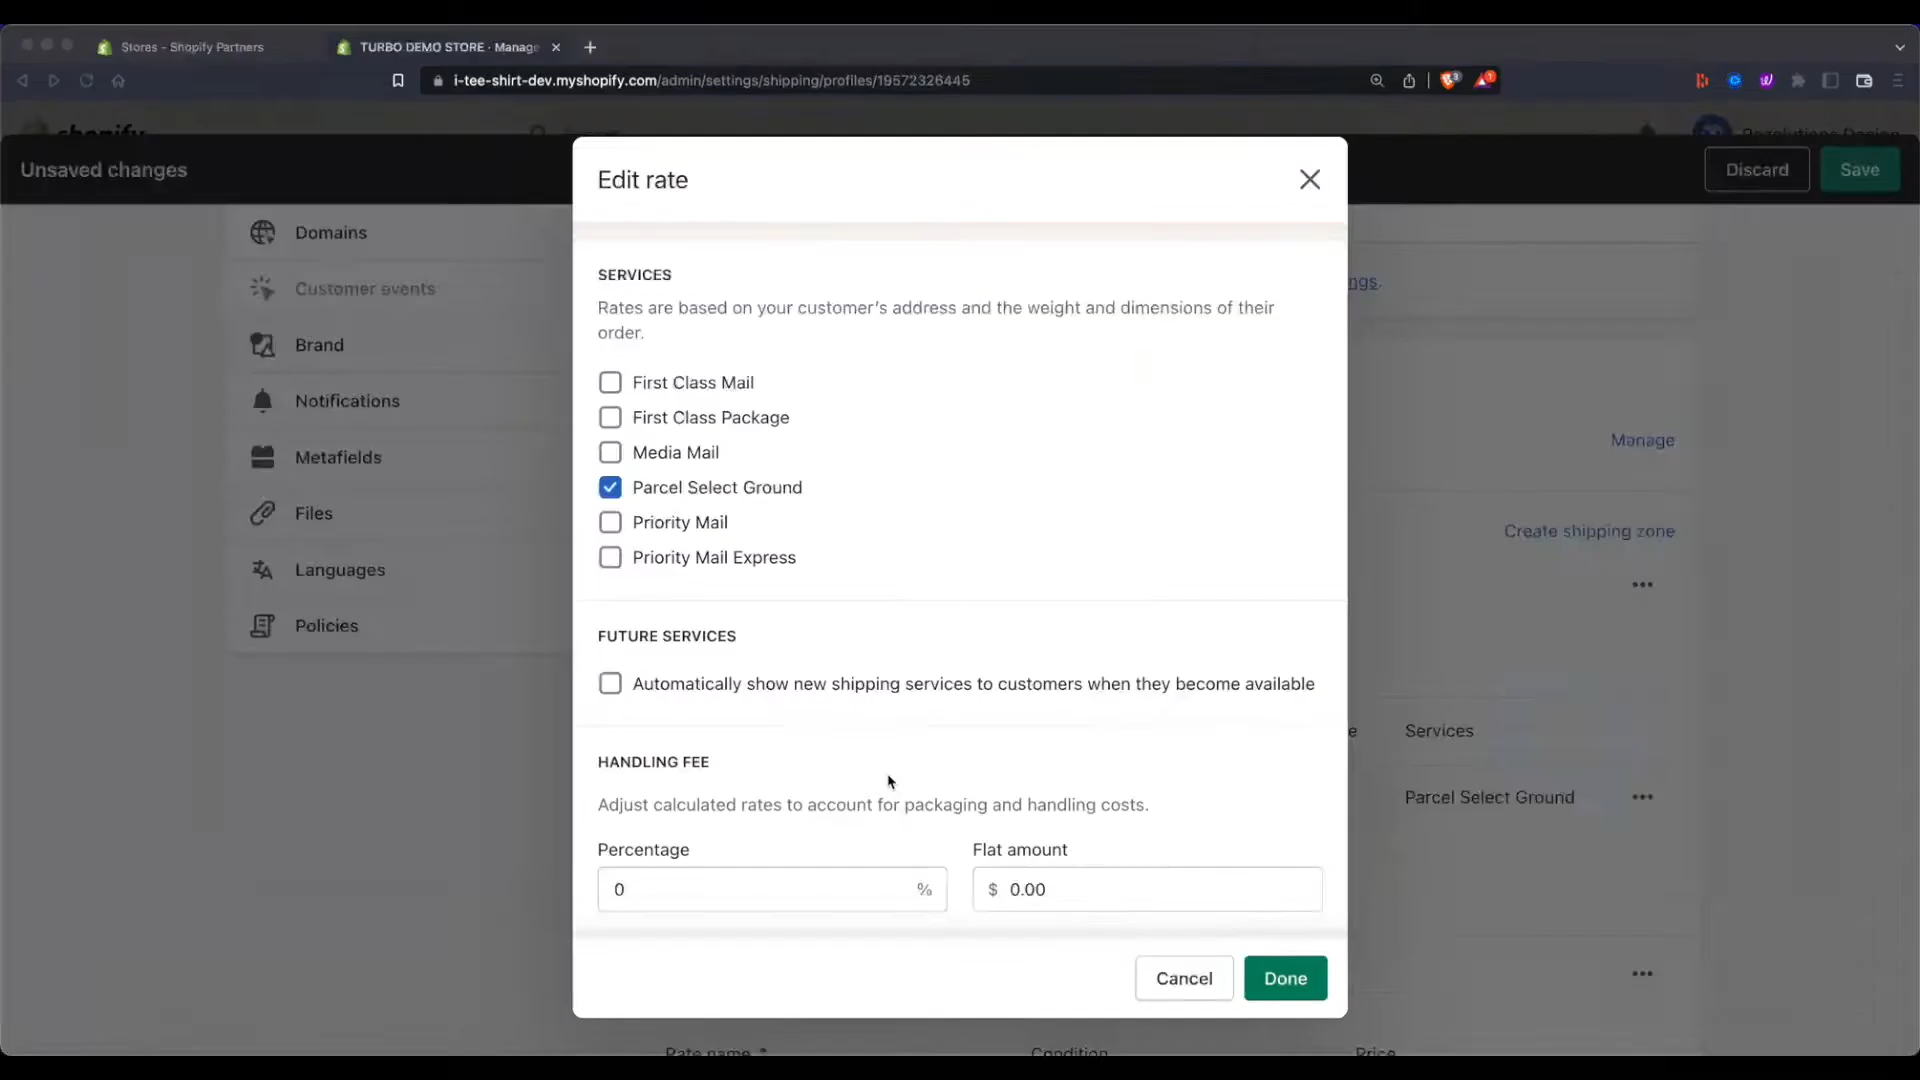 Stores - Shopify Partners
TURBO DEMO STORE · Manage
i-tee-shirt-dev.myshopify.com/admin/settings/shipping/profiles/19572326445
shopify
Unsaved changes
Discard
Save
Edit rate
Domains
Customer events
Brand
Notifications
Metafields
Files
Languages
Policies
SERVICES
Rates are based on your customer's address and the weight and dimensions of their
order.
First Class Mail
First Class Package
Media Mail
Parcel Select Ground
Priority Mail
Priority Mail Express
FUTURE SERVICES
Automatically show new shipping services to customers when they become available
HANDLING FEE
Adjust calculated rates to account for packaging and handling costs.
Percentage
Flat amount
0 %
$ 0.00
Cancel
Done
ngs.
Manage
Create shipping zone
e
Services
Parcel Select Ground
Rate name *
Condition
Price